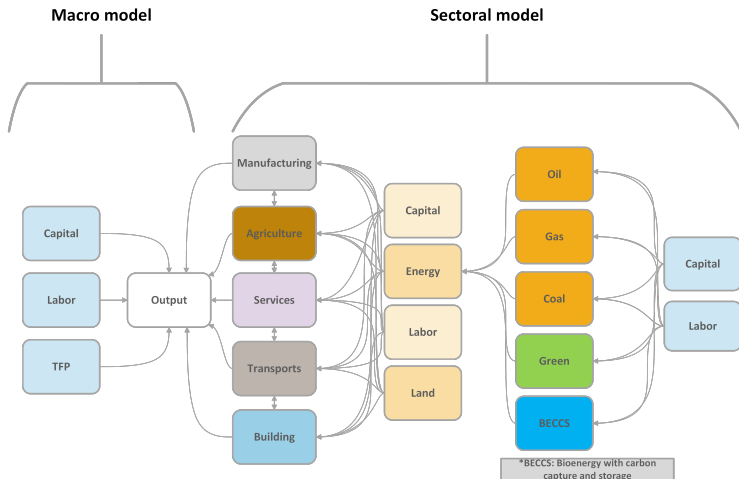 Macro model
Sectoral model
Capital
Labor
TFP
Output
Manufacturing
Agriculture
Services
Transports
Building
Capital
Energy
Labor
Land
Oil
Gas
Coal
Green
BECCS
Capital
Labor
*BECCS: Bioenergy with carbon
capture and storage